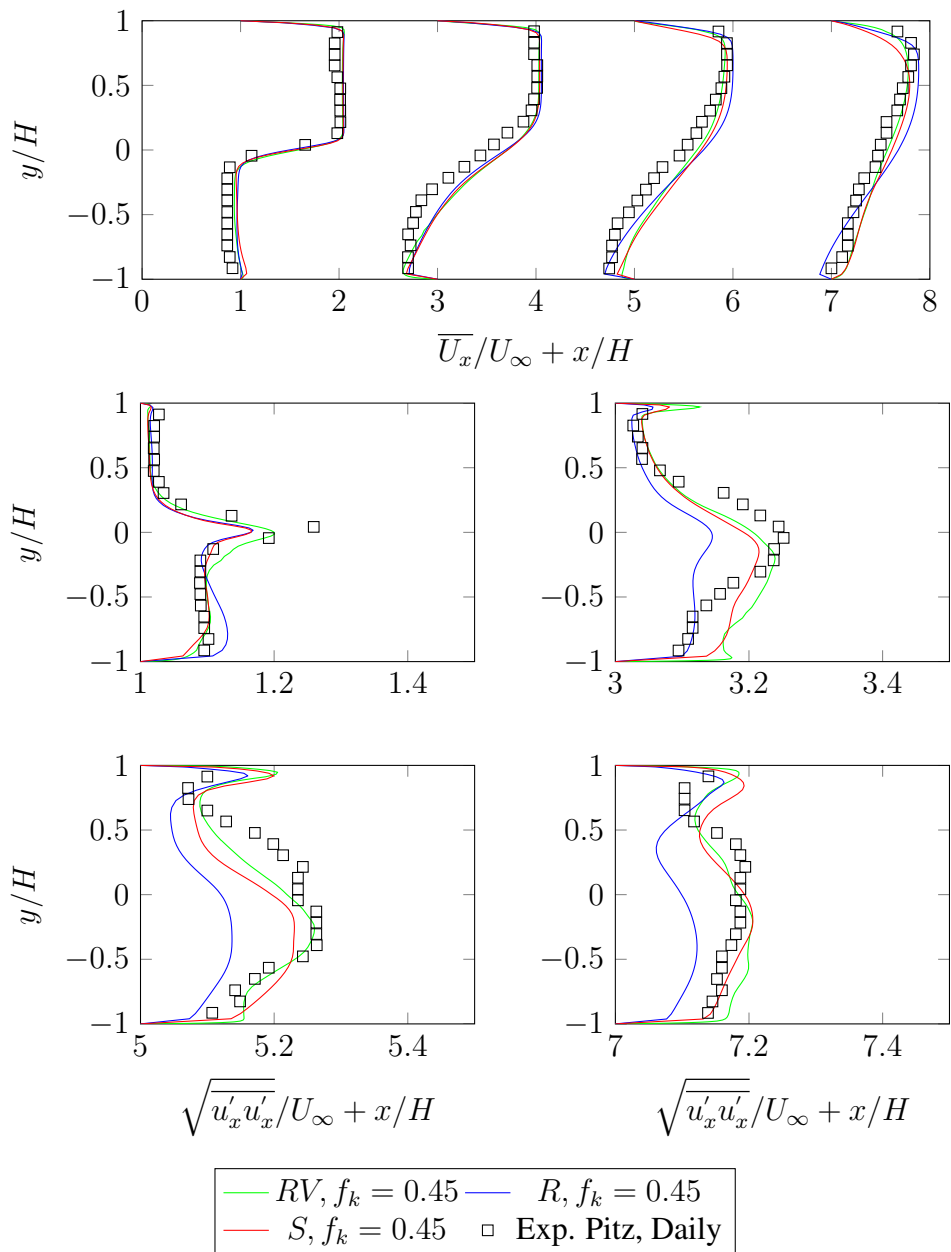 1
0.5
0
−0.5
−1
y/H
0 1 2 3 4 5 6 7 8
$\overline{U_x}/U_\infty + x/H$
1
0.5
0
−0.5
−1
y/H
1 1.2 1.4
1
0.5
0
−0.5
−1
y/H
3 3.2 3.4
1
0.5
0
−0.5
−1
y/H
5 5.2 5.4
$\sqrt{\overline{u'_x u'_x}}/U_\infty + x/H$
1
0.5
0
−0.5
−1
y/H
7 7.2 7.4
$\sqrt{\overline{u'_x u'_x}}/U_\infty + x/H$
RV, f_k = 0.45 R, f_k = 0.45
S, f_k = 0.45 Exp. Pitz, Daily